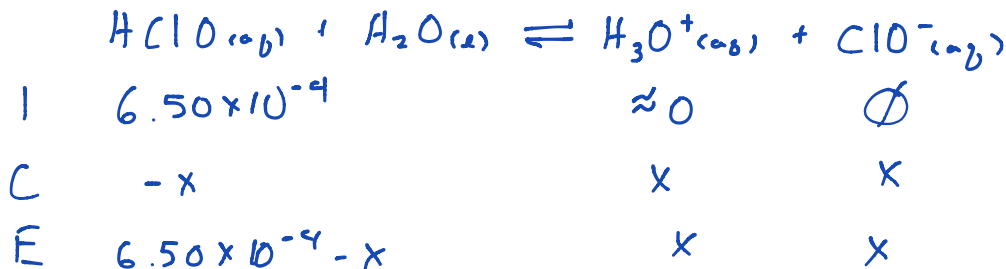 HClO(aq) + H₂O(l) ⇌ H₃O⁺(aq) + ClO⁻(aq)
I 6.50×10⁻⁴ ≈0 ∅
C -x x x
E 6.50×10⁻⁴-x x x